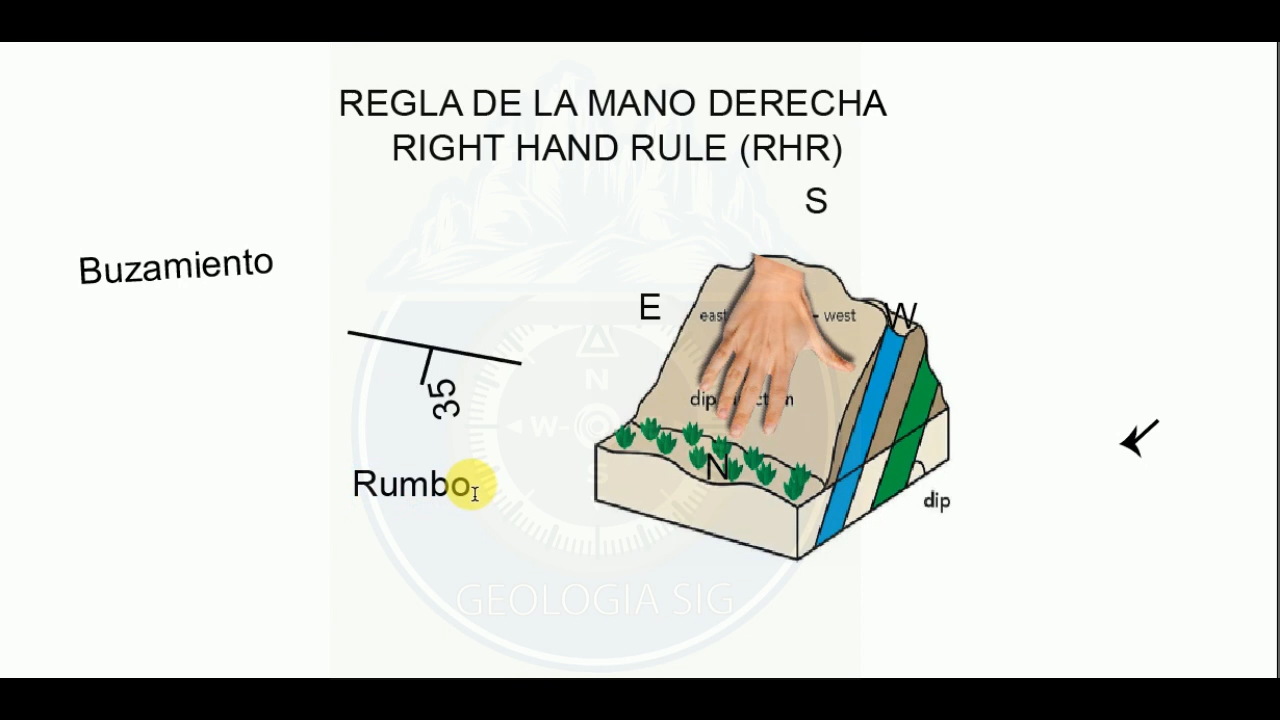 REGLA DE LA MANO DERECHA
RIGHT HAND RULE (RHR)
S
Buzamiento
E
W
east
- west
35
N
W-
dip
N
Rumbo
dip
GEOLOGIA SIG